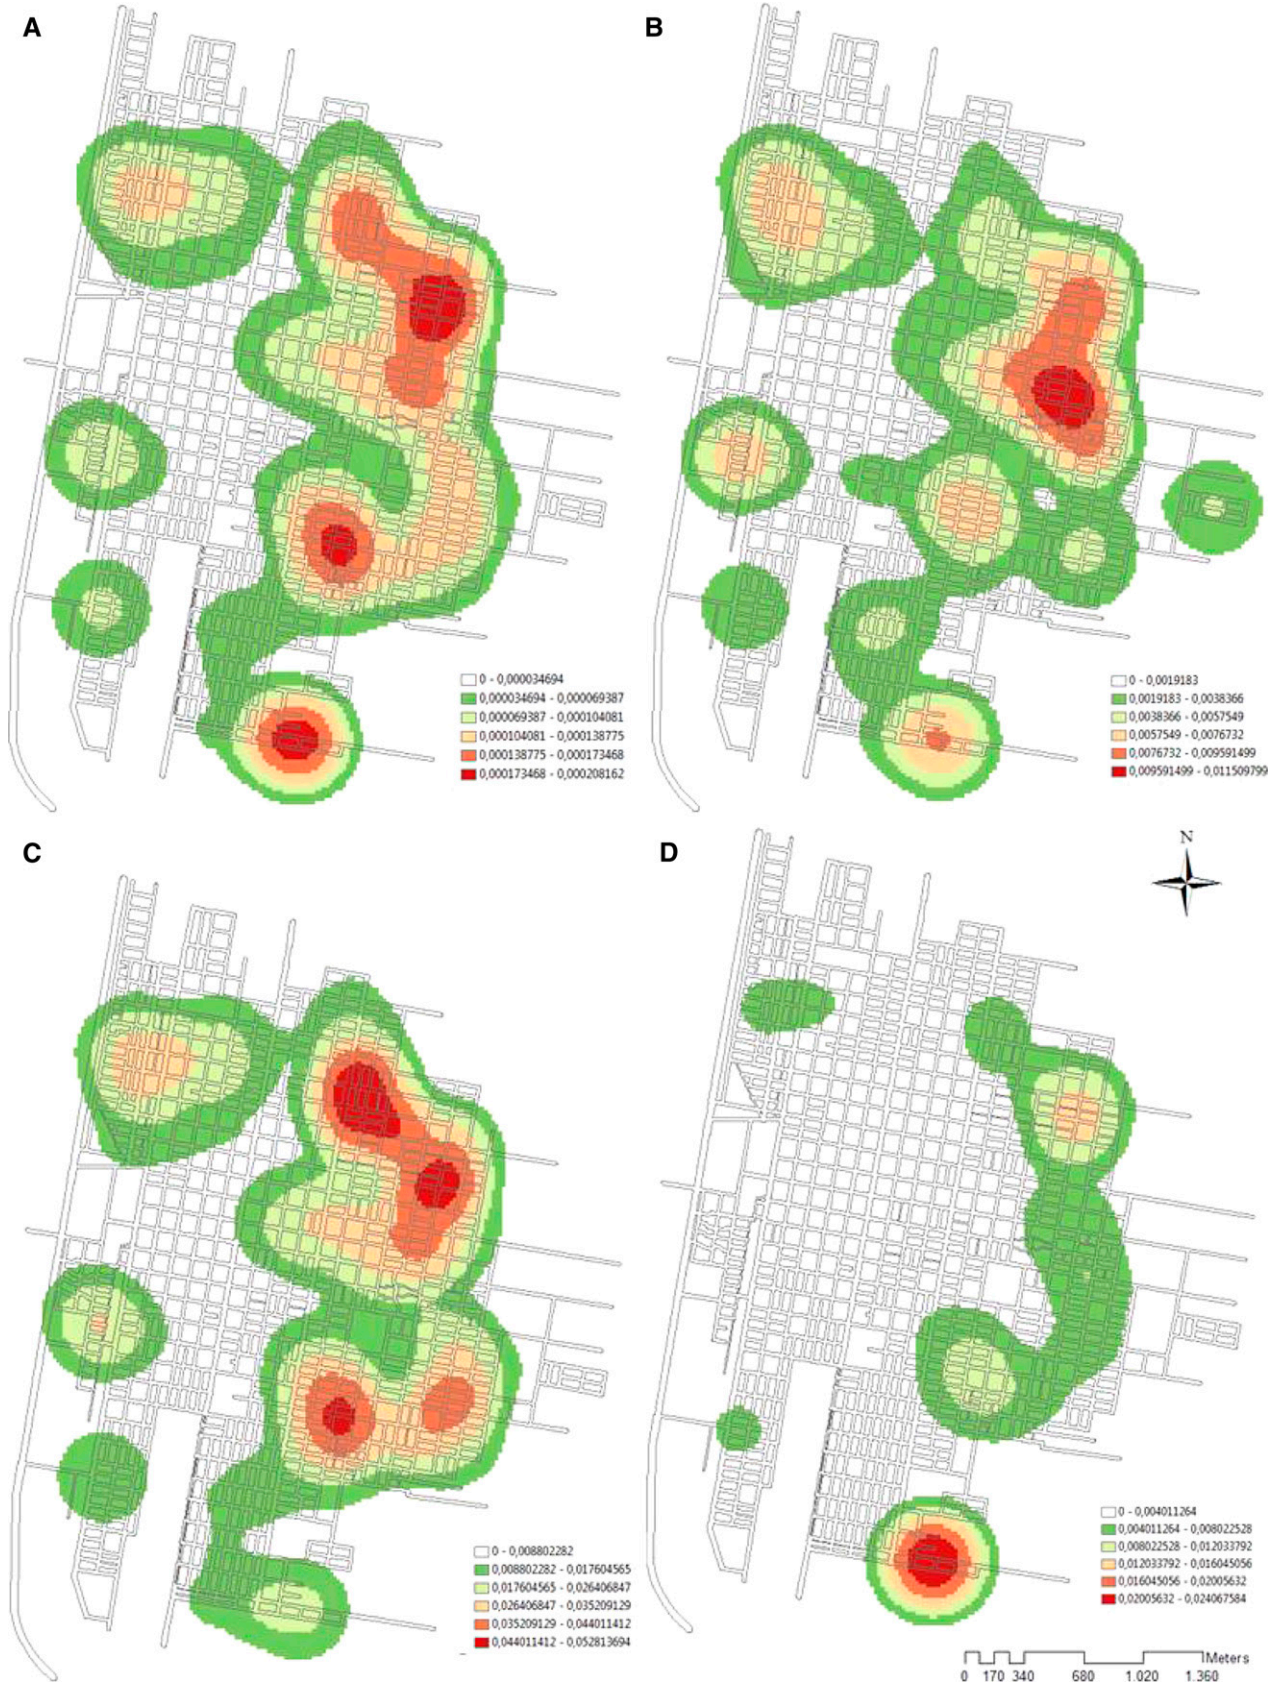 A
B
0 - 0,000034694
0,000034694 - 0,000069387
0,000069387 - 0,000104081
0,000104081 - 0,000138775
0,000138775 - 0,000173468
0,000173468 - 0,000208162
0 - 0,0019183
0,0019183 - 0,0038366
0,0038366 - 0,0057549
0,0057549 - 0,0076732
0,0076732 - 0,009591499
0,009591499 - 0,011509799
C
D
N
0 - 0,008802282
0,008802282 - 0,017604565
0,017604565 - 0,026406847
0,026406847 - 0,035209129
0,035209129 - 0,044011412
0,044011412 - 0,052813694
0 - 0,004011264
0,004011264 - 0,008022528
0,008022528 - 0,012033792
0,012033792 - 0,016045056
0,016045056 - 0,02005632
0,02005632 - 0,024067584
Meters
0 170 340 680 1.020 1.360